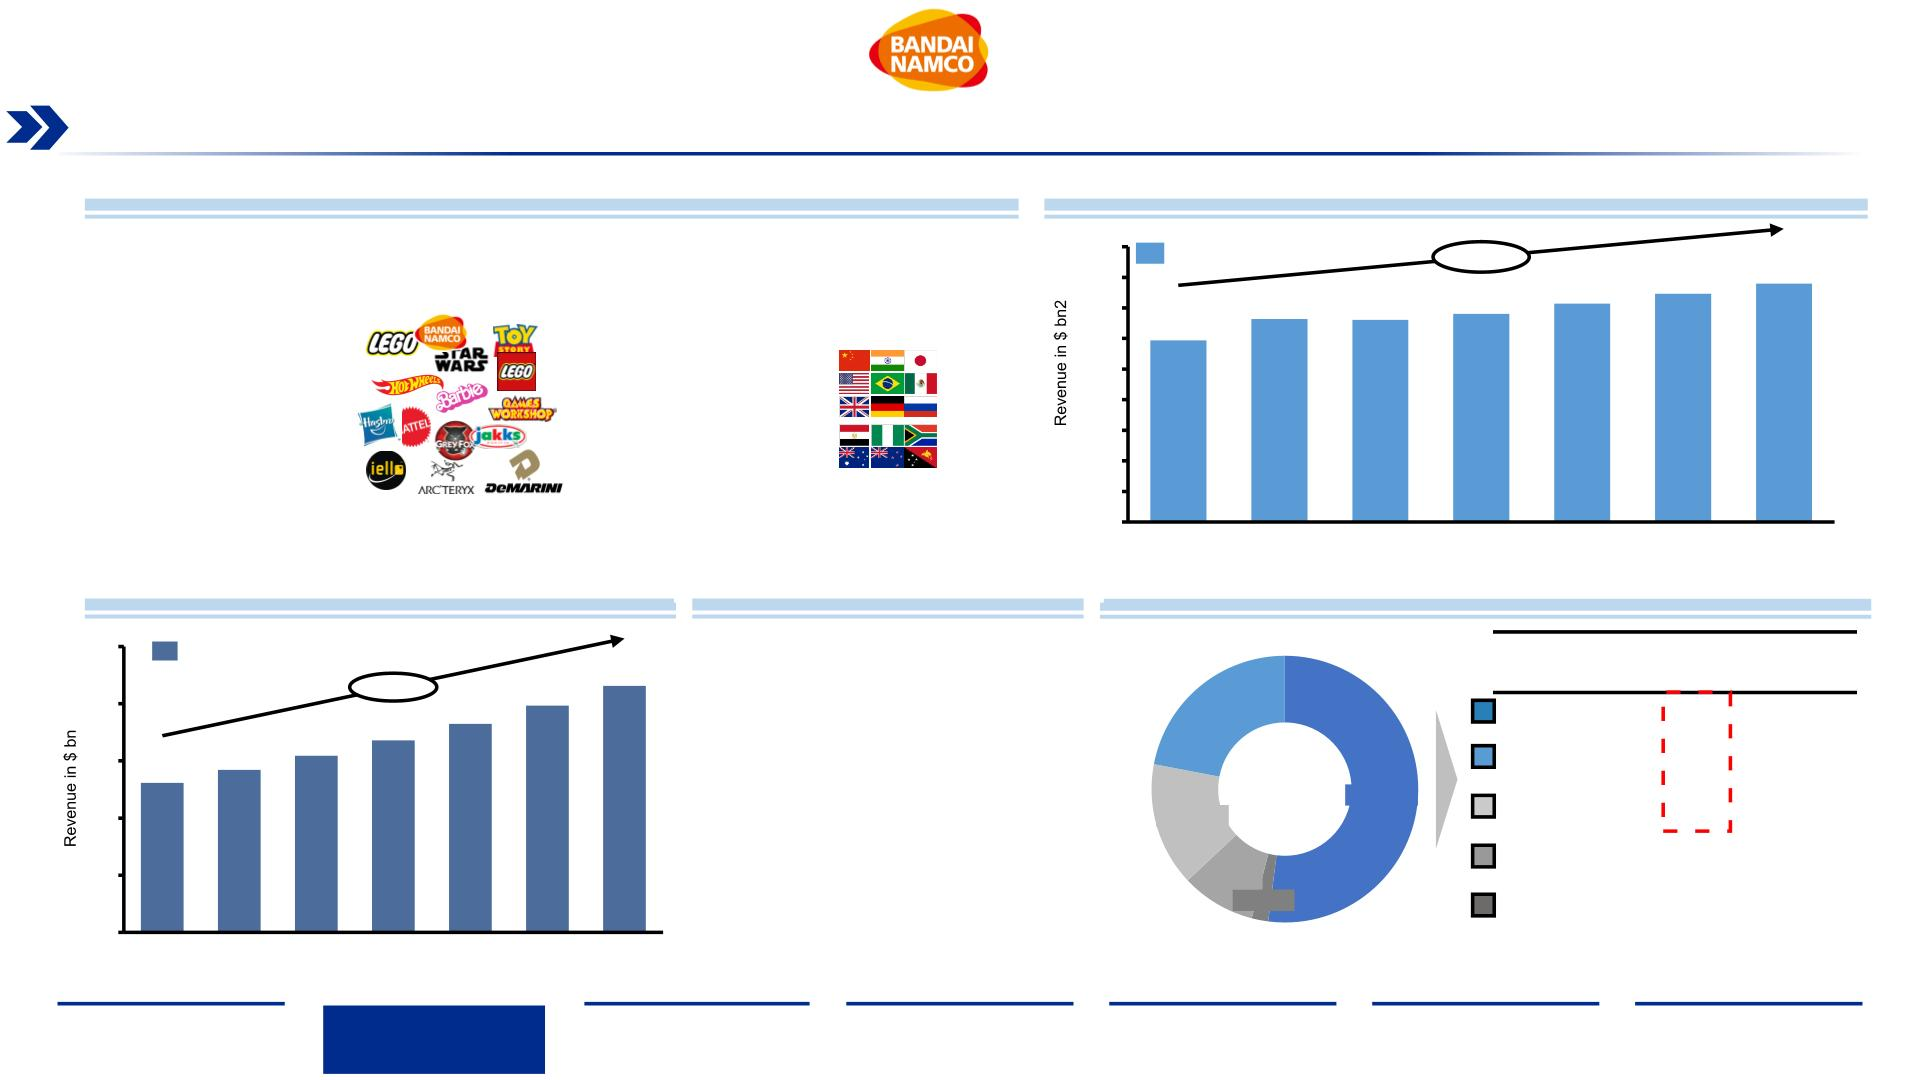 BANDAI
NAMCO
Revenue in $ bn2
LEGO
BANDAI
NAMCO
TOY
STORY
STAR
WARS
LEGO
HOT WHEELS
Barbie
GAMES
WORKSHOP
Hasbro
MATTEL
GREY FOX
jakks
iello
ARC'TERYX
DeMARINI
Revenue in $ bn